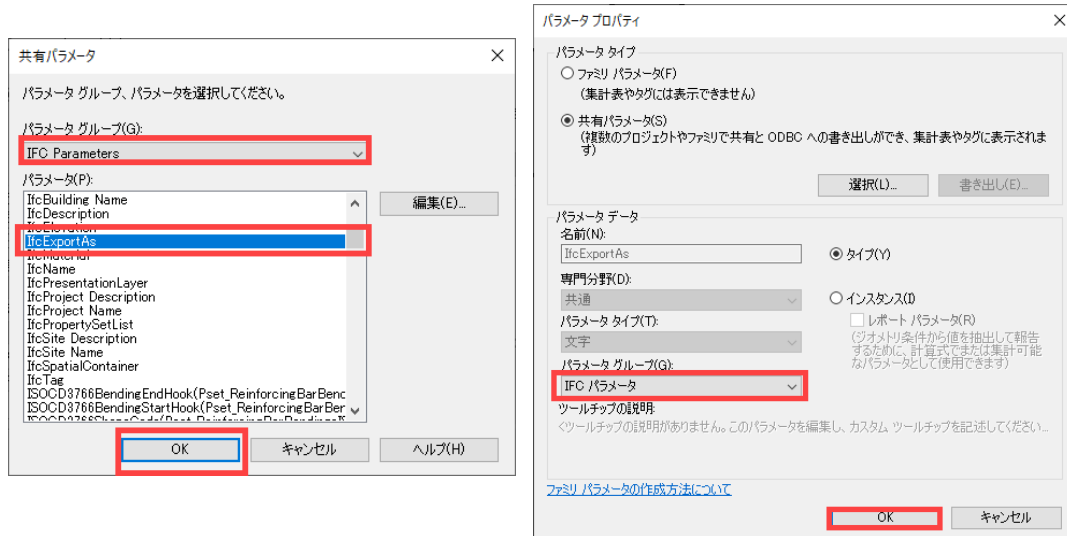 共有パラメータ
パラメータ グループ、パラメータを選択してください。
パラメータ グループ(G):
IFC Parameters
パラメータ(P):
IfcBuilding Name
IfcDescription
IfcElevation
IfcExportAs
IfcMaterial
IfcName
IfcPresentationLayer
IfcProject Description
IfcProject Name
IfcPropertySetList
IfcSite Description
IfcSite Name
IfcSpatialContainer
IfcTag
ISOCD3766BendingEndHook(Pset_ReinforcingBarBenc
ISOCD3766BendingStartHook(Pset_ReinforcingBarBer
編集(E)...
OK
キャンセル
ヘルプ(H)
パラメータ プロパティ
パラメータ タイプ
ファミリ パラメータ(F)
(集計表やタグには表示できません)
共有パラメータ(S)
(複数のプロジェクトやファミリで共有と ODBC への書き出しができ、集計表やタグに表示されま
す)
選択(L)...
書き出し(E)...
パラメータ データ
名前(N):
IfcExportAs
タイプ(Y)
専門分野(D):
共通
インスタンス(I)
パラメータ タイプ(T):
文字
レポート パラメータ(R)
(ジオメトリ条件から値を抽出して報告
するために、計算式でまたは集計可能
なパラメータとして使用できます)
パラメータ グループ(G):
IFC パラメータ
ツールチップの説明:
<ツールチップの説明がありません。このパラメータを編集し、カスタム ツールチップを記述してください...
ファミリ パラメータの作成方法について
OK
キャンセル